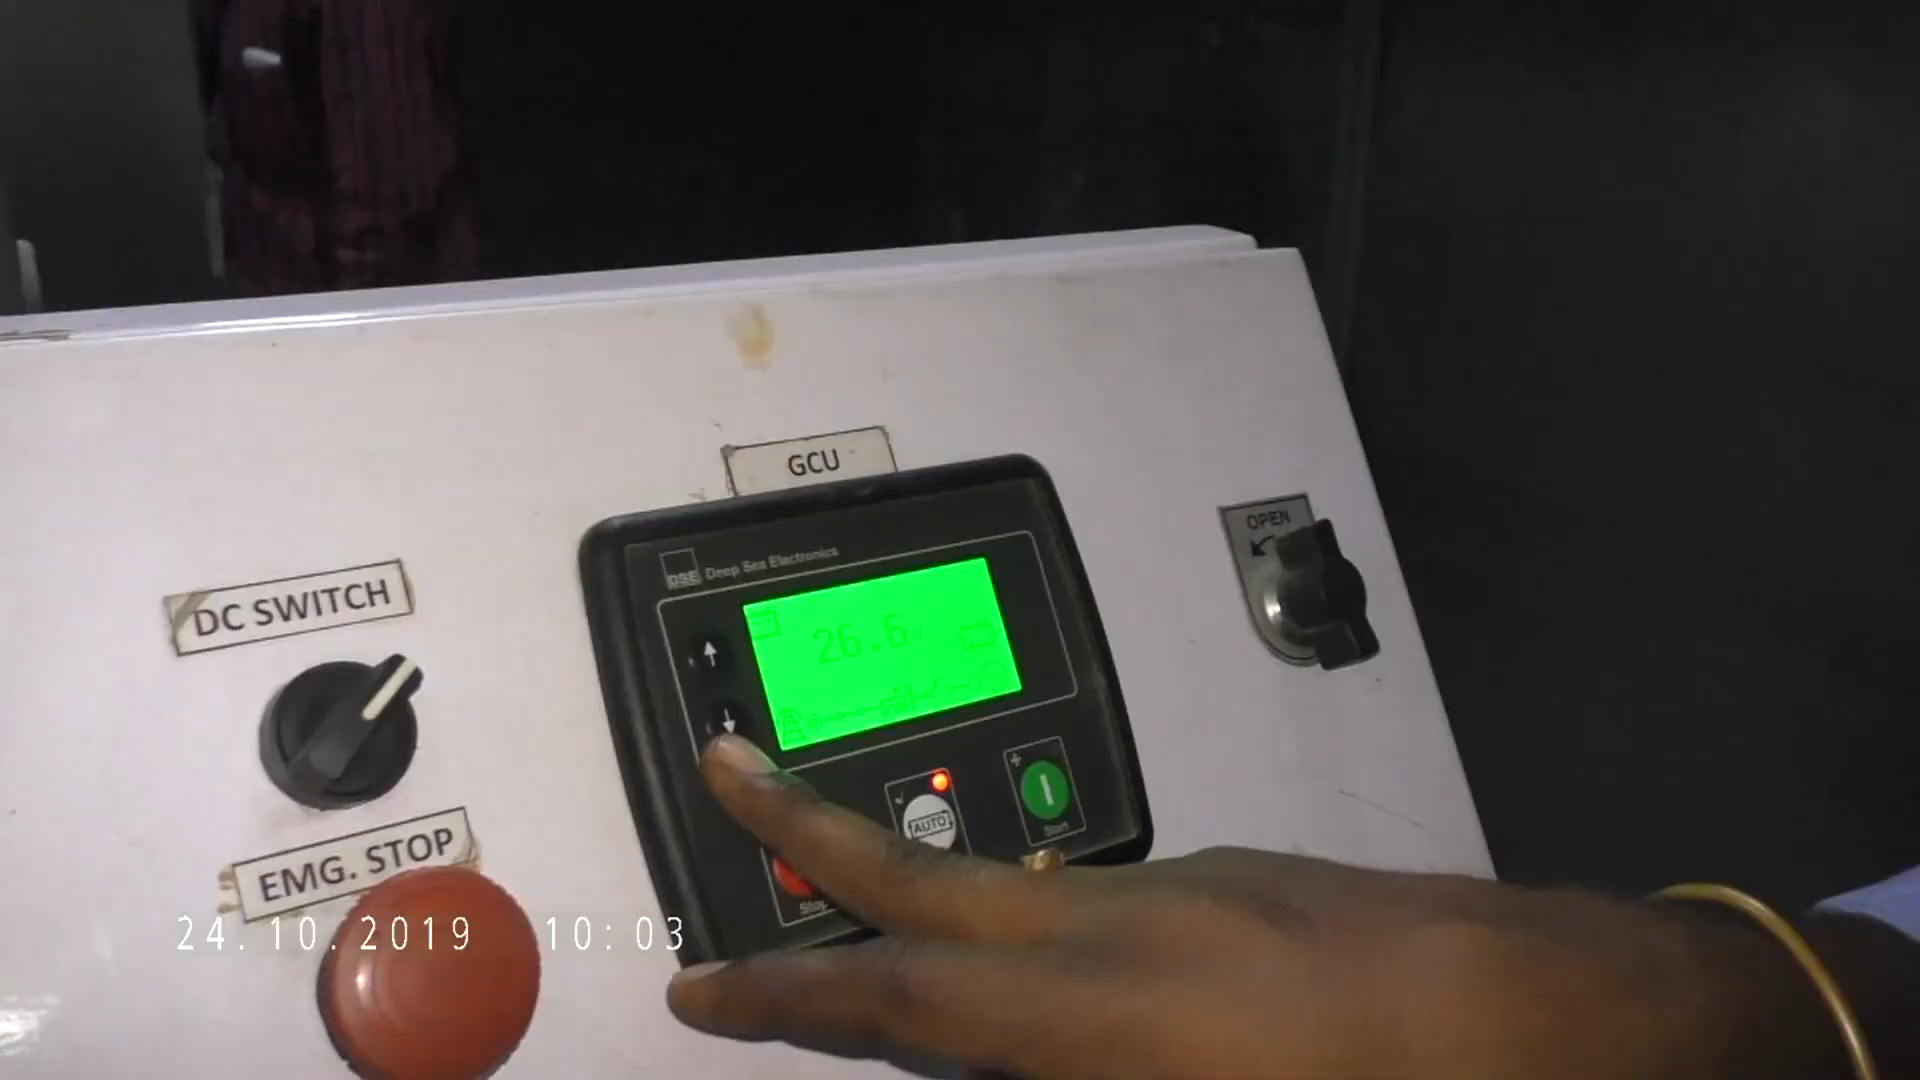 GCU
OPEN
DSE Deep Sea Electronics
DC SWITCH
26.6 V
AUTO
Start
EMG. STOP
Stop
24.10.2019 10:03